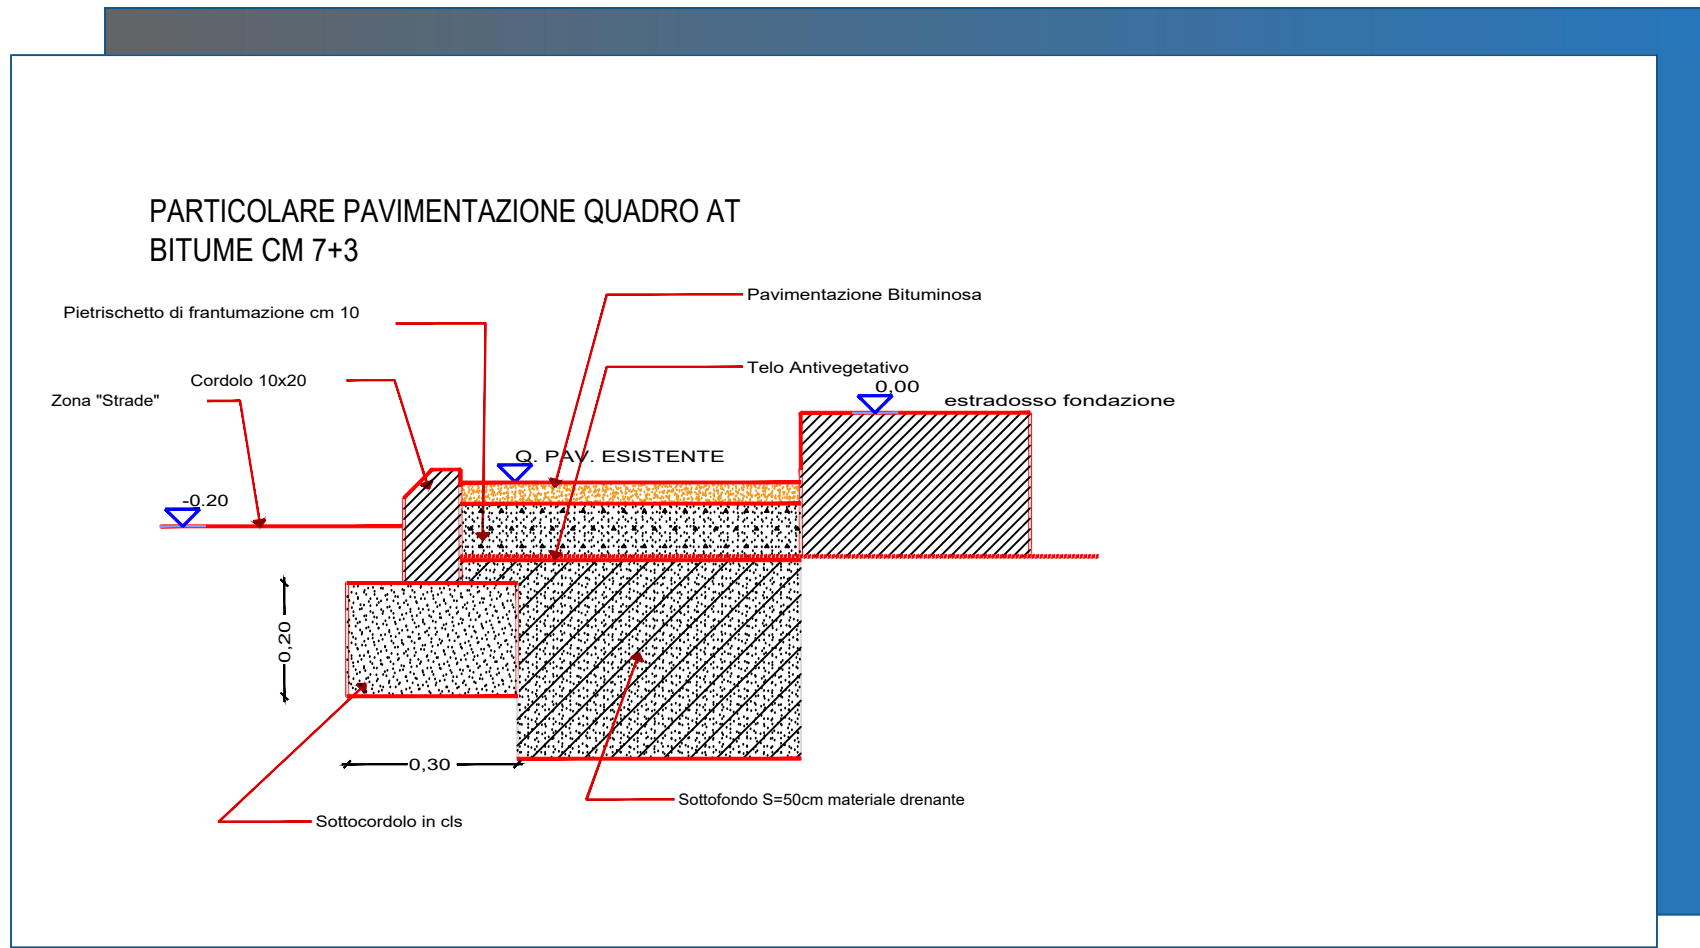 PARTICOLARE PAVIMENTAZIONE QUADRO AT
BITUME CM 7+3
Pavimentazione Bituminosa
Pietrischetto di frantumazione cm 10
Telo Antivegetativo
Cordolo 10x20
0,00
Zona "Strade"
estradosso fondazione
Q. PAV. ESISTENTE
-0.20
0,20
0,30
Sottofondo S=50cm materiale drenante
Sottocordolo in cls